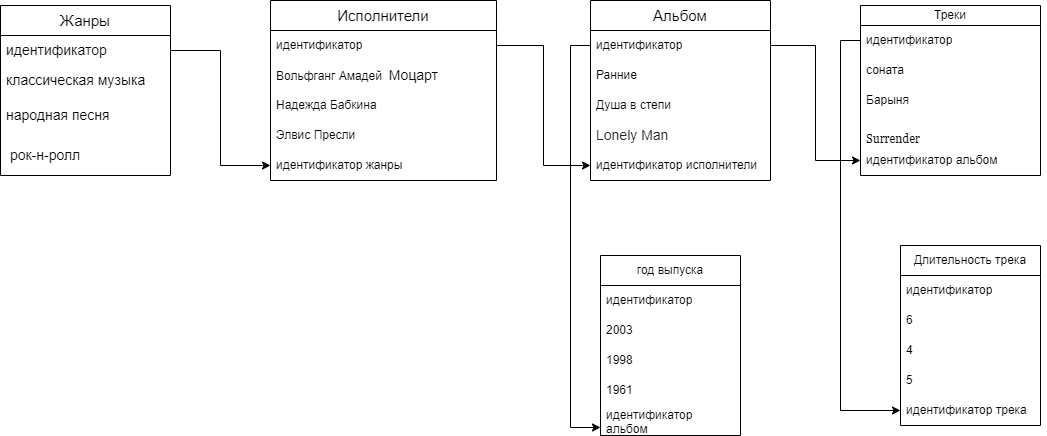 Жанры
идентификатор
классическая музыка
народная песня
рок-н-ролл
Исполнители
идентификатор
Вольфганг Амадей Моцарт
Надежда Бабкина
Элвис Пресли
идентификатор жанры
Альбом
идентификатор
Ранние
Душа в степи
Lonely Man
идентификатор исполнители
Треки
идентификатор
соната
Барыня
Surrender
идентификатор альбом
год выпуска
идентификатор
2003
1998
1961
идентификатор
альбом
Длительность трека
идентификатор
6
4
5
идентификатор трека